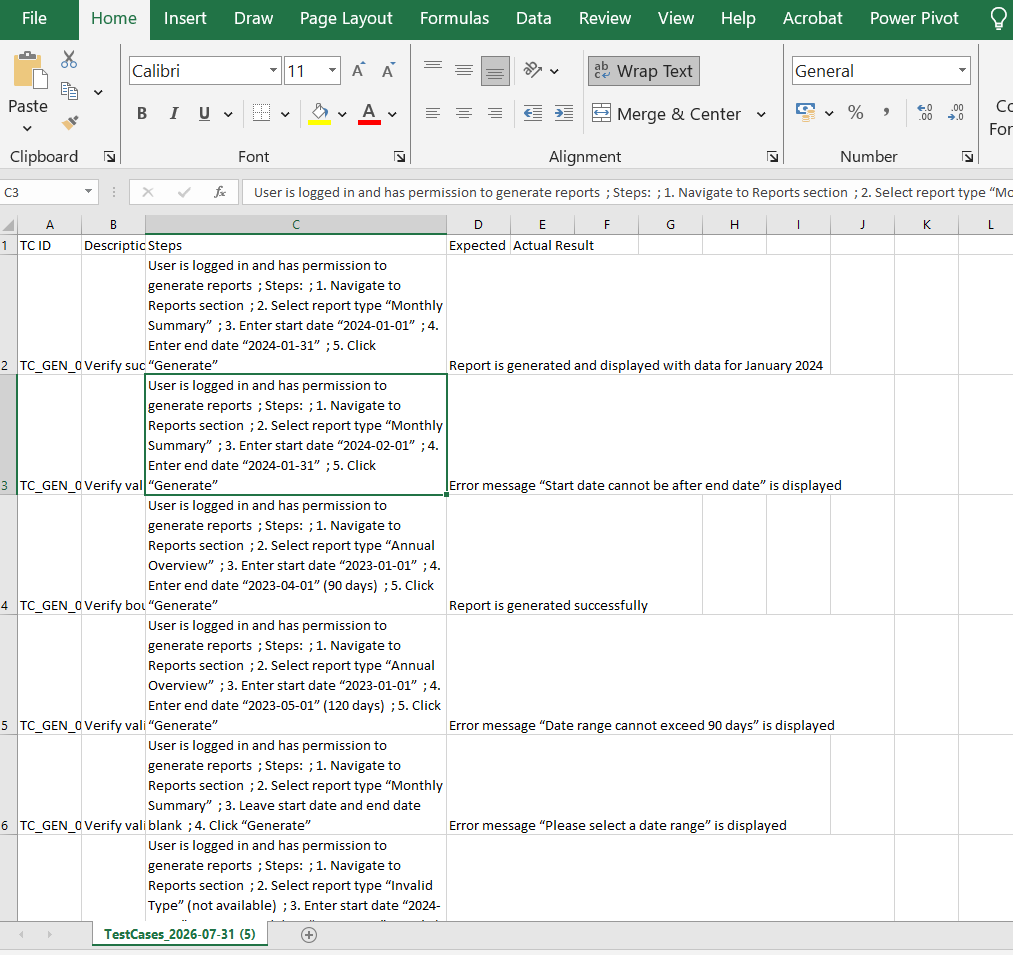 File Home Insert Draw Page Layout Formulas Data Review View Help Acrobat Power Pivot
Calibri 11 A A ab Wrap Text General
Paste B I U A Merge & Center % , .00 .00
Clipboard Font Alignment Number
C3 fx User is logged in and has permission to generate reports ; Steps: ; 1. Navigate to Reports section ; 2. Select report type “Mo
A B C D E F G H I J K L
1 TC ID Descriptio Steps Expected Actual Result
User is logged in and has permission to
generate reports ; Steps: ; 1. Navigate to
Reports section ; 2. Select report type “Monthly
Summary” ; 3. Enter start date “2024-01-01” ; 4.
Enter end date “2024-01-31” ; 5. Click
2 TC_GEN_0 Verify suc “Generate” Report is generated and displayed with data for January 2024
User is logged in and has permission to
generate reports ; Steps: ; 1. Navigate to
Reports section ; 2. Select report type “Monthly
Summary” ; 3. Enter start date “2024-02-01” ; 4.
Enter end date “2024-01-31” ; 5. Click
3 TC_GEN_0 Verify vali “Generate” Error message “Start date cannot be after end date” is displayed
User is logged in and has permission to
generate reports ; Steps: ; 1. Navigate to
Reports section ; 2. Select report type “Annual
Overview” ; 3. Enter start date “2023-01-01” ; 4.
Enter end date “2023-04-01” (90 days) ; 5. Click
4 TC_GEN_0 Verify bou “Generate” Report is generated successfully
User is logged in and has permission to
generate reports ; Steps: ; 1. Navigate to
Reports section ; 2. Select report type “Annual
Overview” ; 3. Enter start date “2023-01-01” ; 4.
Enter end date “2023-05-01” (120 days) ; 5. Click
5 TC_GEN_0 Verify vali “Generate” Error message “Date range cannot exceed 90 days” is displayed
User is logged in and has permission to
generate reports ; Steps: ; 1. Navigate to
Reports section ; 2. Select report type “Monthly
Summary” ; 3. Leave start date and end date
6 TC_GEN_0 Verify vali blank ; 4. Click “Generate” Error message “Please select a date range” is displayed
User is logged in and has permission to
generate reports ; Steps: ; 1. Navigate to
Reports section ; 2. Select report type “Invalid
Type” (not available) ; 3. Enter start date “2024-
TestCases_2026-07-31 (5)